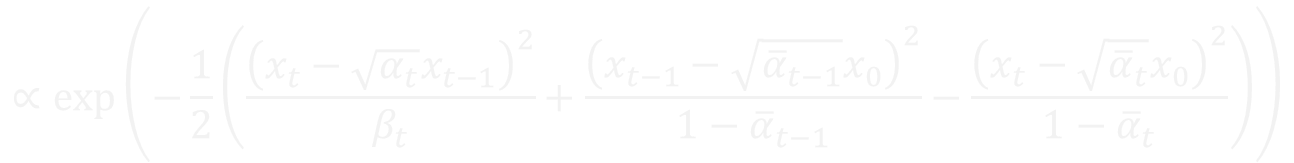 ∝ exp(−1/2((x_t − √α_t x_{t−1})²/β_t + (x_{t−1} − √ᾱ_{t−1} x_0)²/(1 − ᾱ_{t−1}) − (x_t − √ᾱ_t x_0)²/(1 − ᾱ_t)))